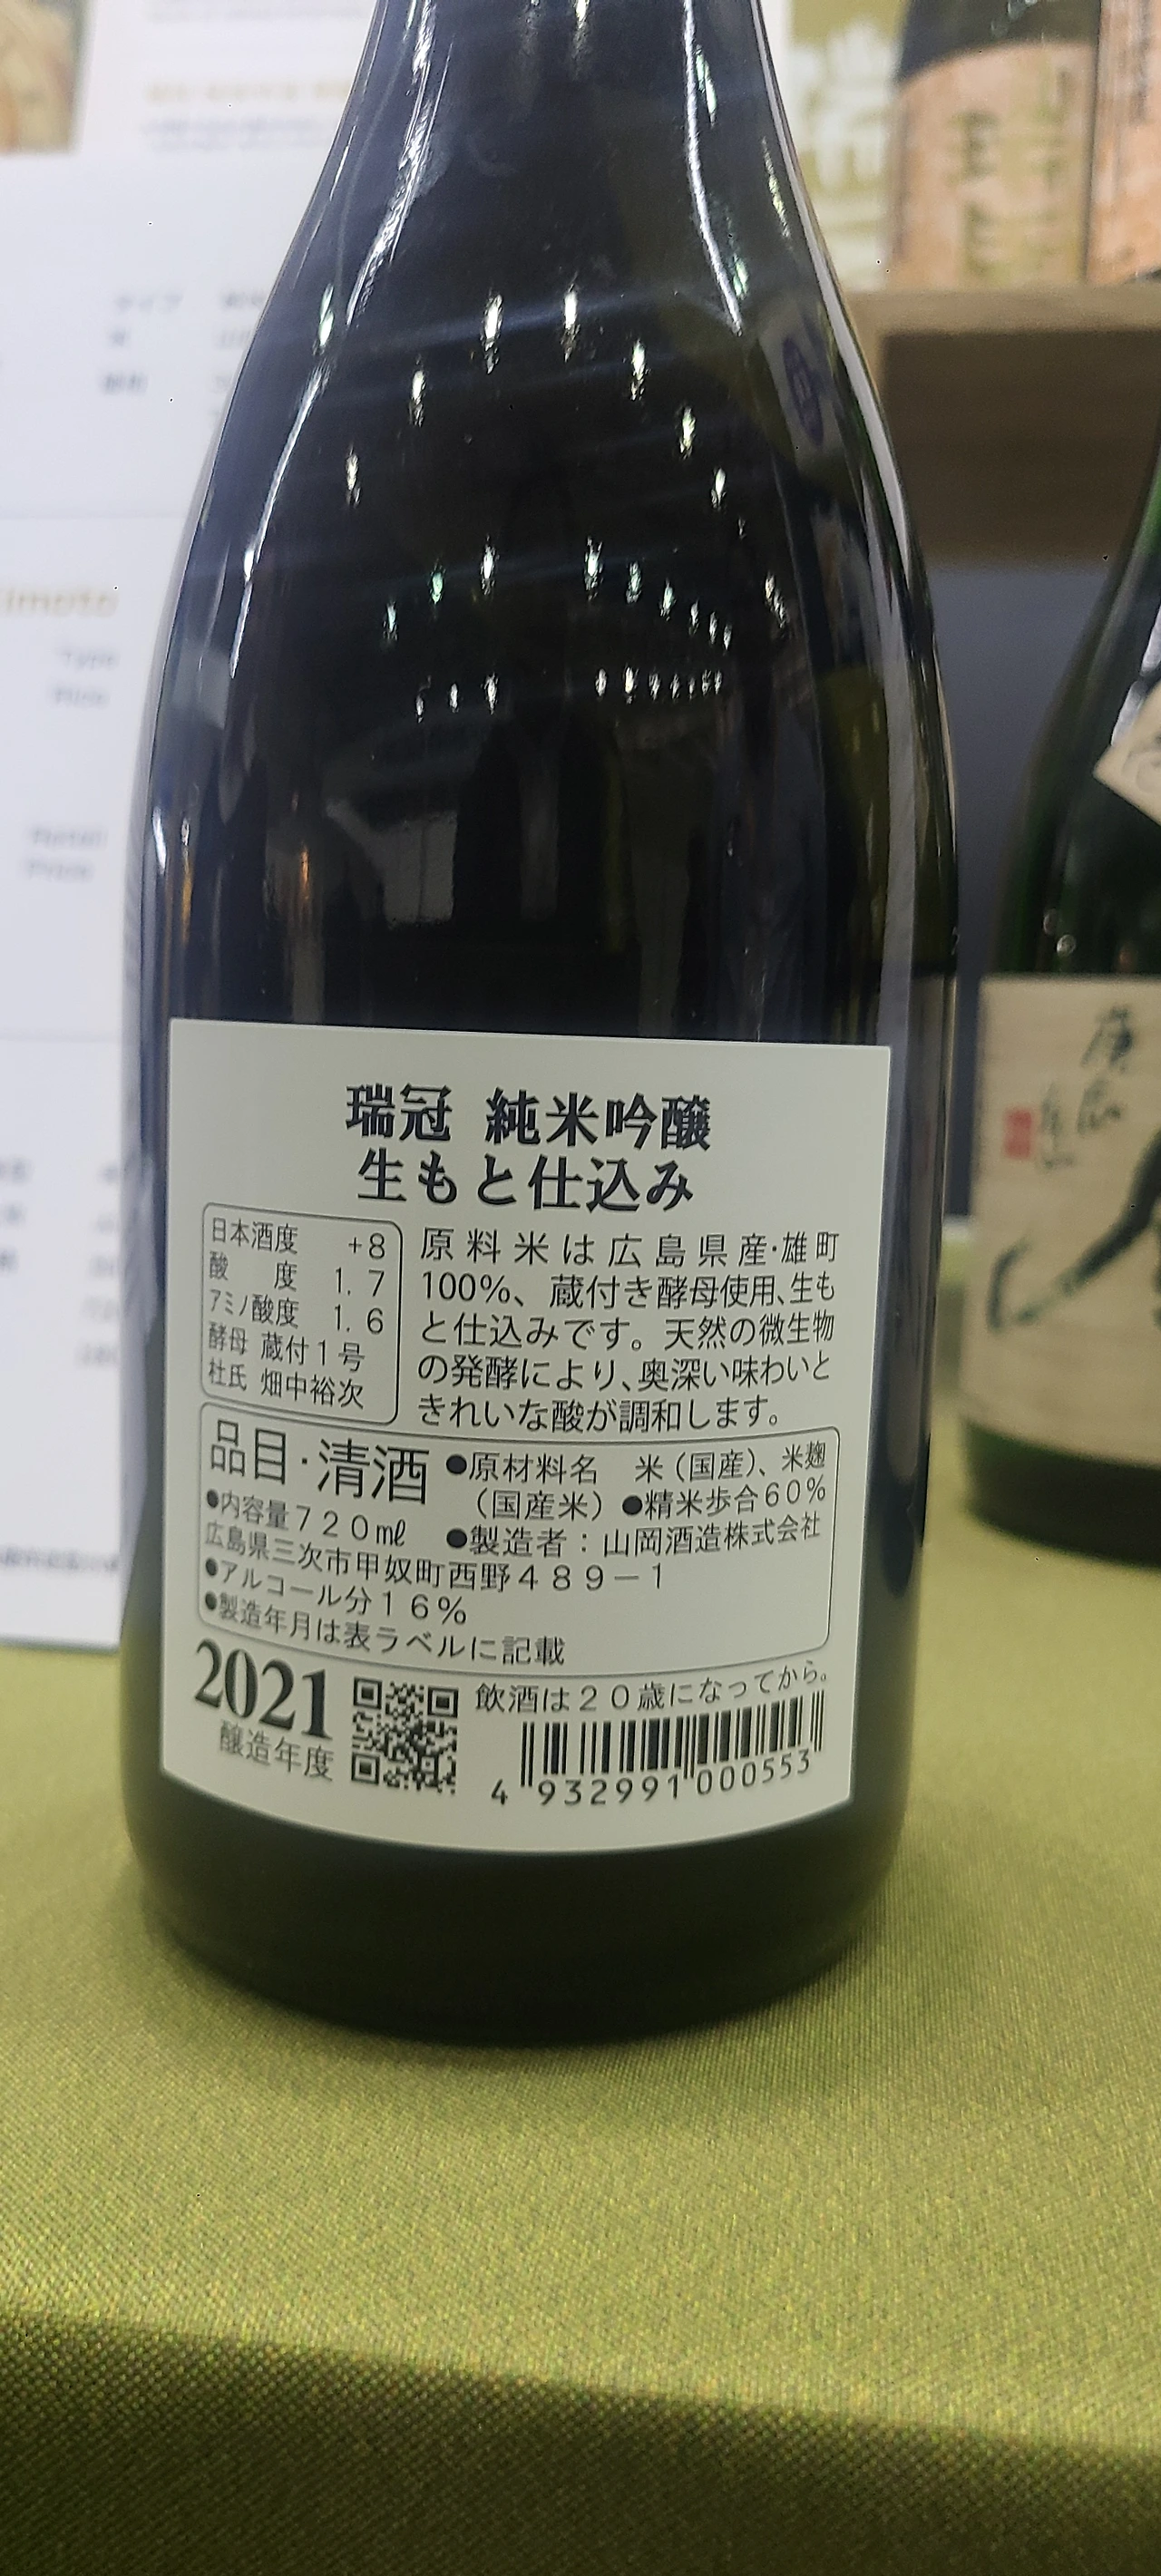 imoto
Type
タイプ
瑞冠 純米吟醸
生もと仕込み
日本酒度 +8
酸度 1.7
アミノ酸度 1.6
酵母 蔵付1号
杜氏 畑中裕次
原料米は広島県産・雄町
100%、蔵付き酵母使用、生も
と仕込みです。天然の微生物
の発酵により、奥深い味わいと
きれいな酸が調和します。
品目・清酒
●原材料名 米(国産)、米麹
(国産米)●精米歩合60%
●内容量720㎖ ●製造者:山岡酒造株式会社
広島県三次市甲奴町西野489-1
●アルコール分16%
●製造年月は表ラベルに記載
2021
醸造年度
飲酒は20歳になってから。
4 932991 000553